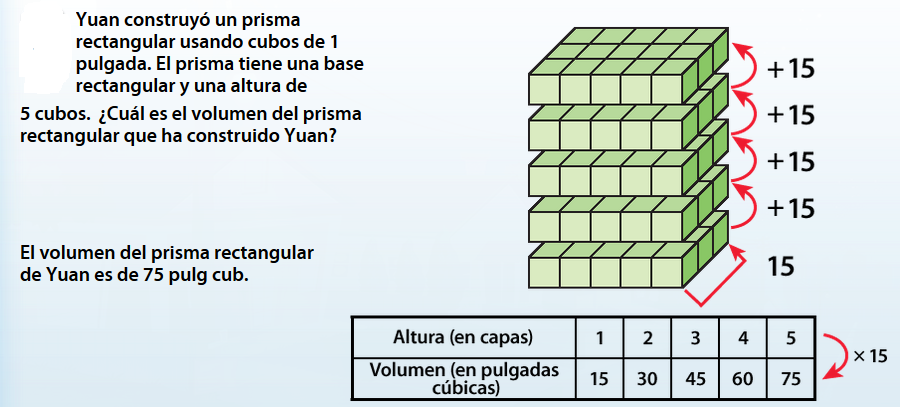 Yuan construyó un prisma
rectangular usando cubos de 1
pulgada. El prisma tiene una base
rectangular y una altura de
5 cubos. ¿Cuál es el volumen del prisma
rectangular que ha construido Yuan?
+15
+15
+15
+15
15
El volumen del prisma rectangular
de Yuan es de 75 pulg cub.
Altura (en capas) 1 2 3 4 5
Volumen (en pulgadas
cúbicas) 15 30 45 60 75
× 15